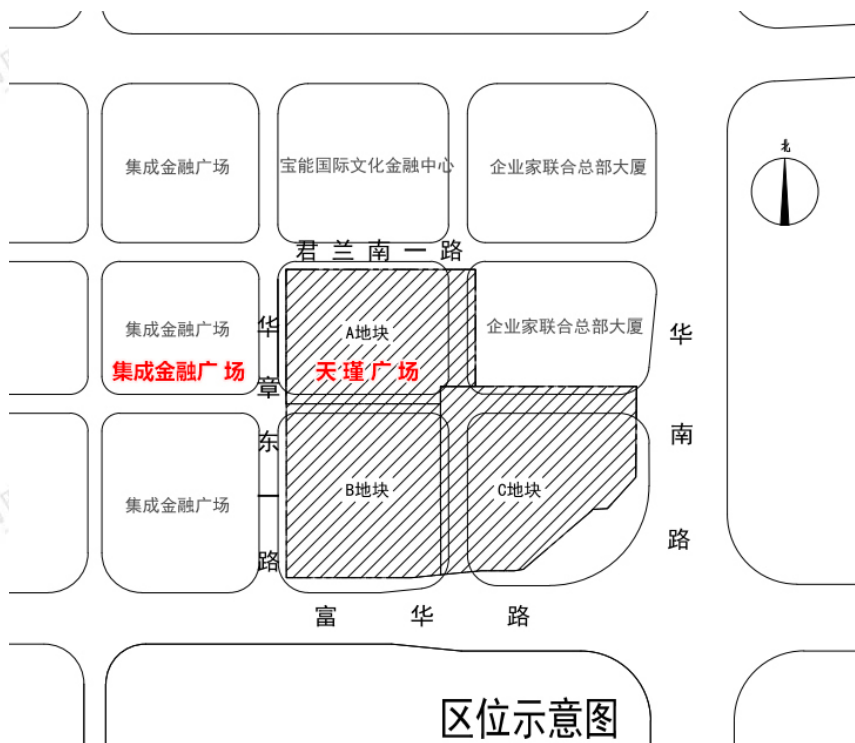 集成金融广场
宝能国际文化金融中心
企业家联合总部大厦
北
君兰南一路
集成金融广场
集成金融广场
A地块
天瑾广场
企业家联合总部大厦
华章东一路
华南路
集成金融广场
B地块
C地块
富华路
区位示意图